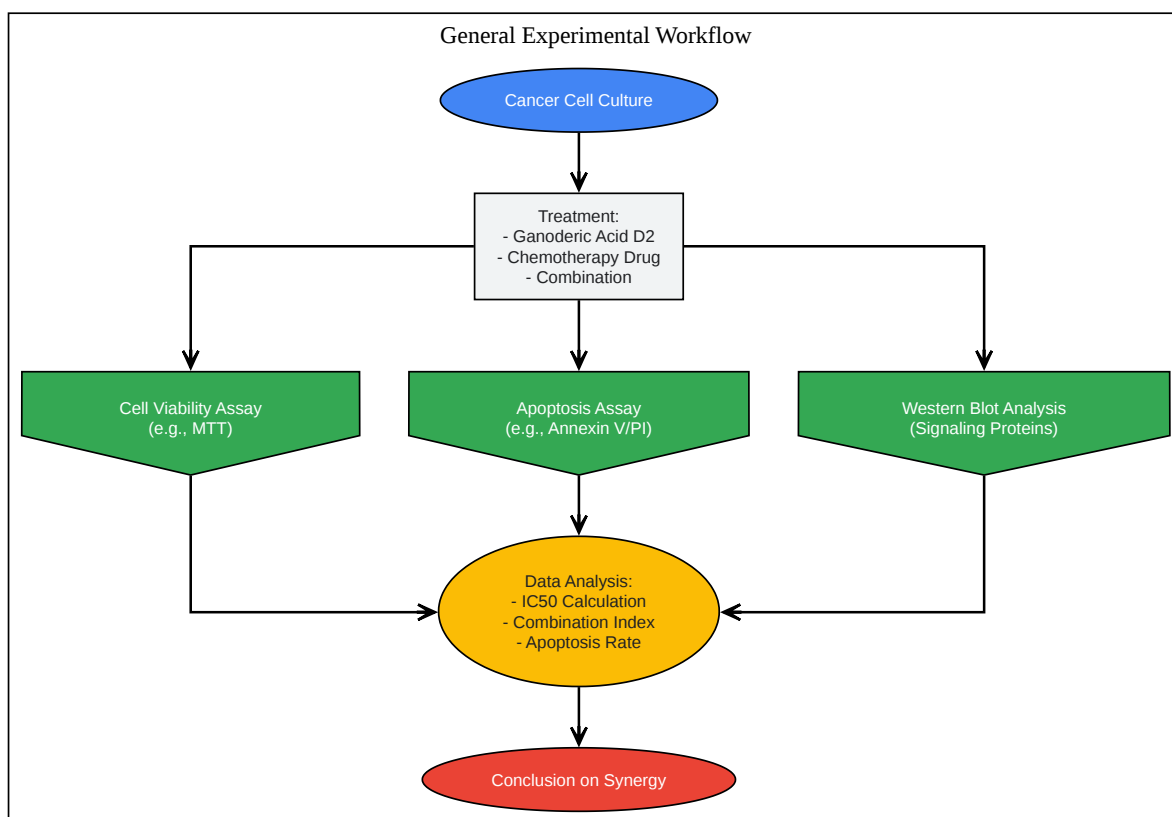 General Experimental Workflow
Cancer Cell Culture
Treatment:
- Ganoderic Acid D2
- Chemotherapy Drug
- Combination
Cell Viability Assay
(e.g., MTT)
Apoptosis Assay
(e.g., Annexin V/PI)
Western Blot Analysis
(Signaling Proteins)
Data Analysis:
- IC50 Calculation
- Combination Index
- Apoptosis Rate
Conclusion on Synergy